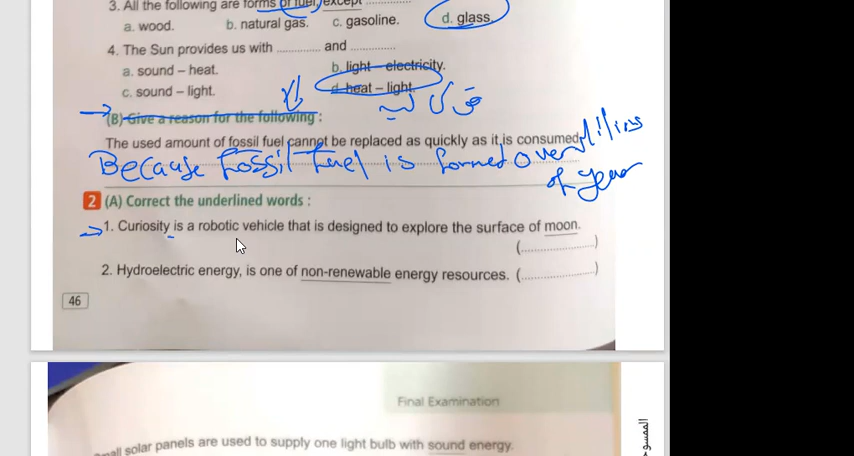 3. All the following are forms of fuel, except ..............
a. wood. b. natural gas. c. gasoline. d. glass.
4. The Sun provides us with .............. and ..............
a. sound – heat. b. light – electricity.
c. sound – light. d. heat – light.
(B) Give a reason for the following :
The used amount of fossil fuel cannot be replaced as quickly as it is consumed.
Because fossil fuel is formed over
of year
2 (A) Correct the underlined words :
1. Curiosity is a robotic vehicle that is designed to explore the surface of moon.
(..............)
2. Hydroelectric energy, is one of non-renewable energy resources. (..............)
46
Final Examination
solar panels are used to supply one light bulb with sound energy.